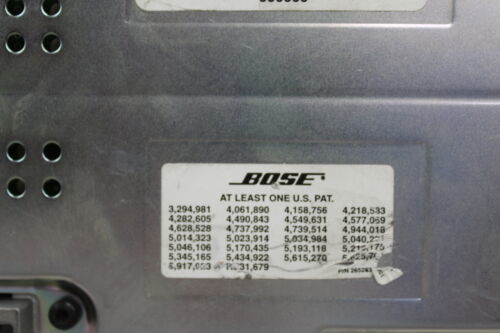 BOSE
AT LEAST ONE U.S. PAT.
3,294,981 4,061,890 4,158,756 4,218,533
4,282,605 4,490,843 4,549,631 4,577,069
4,628,528 4,737,992 4,739,514 4,944,018
5,014,323 5,023,914 5,034,984
5,046,106 5,170,435 5,193,118
5,345,165 5,434,922 5,615,270
P/N